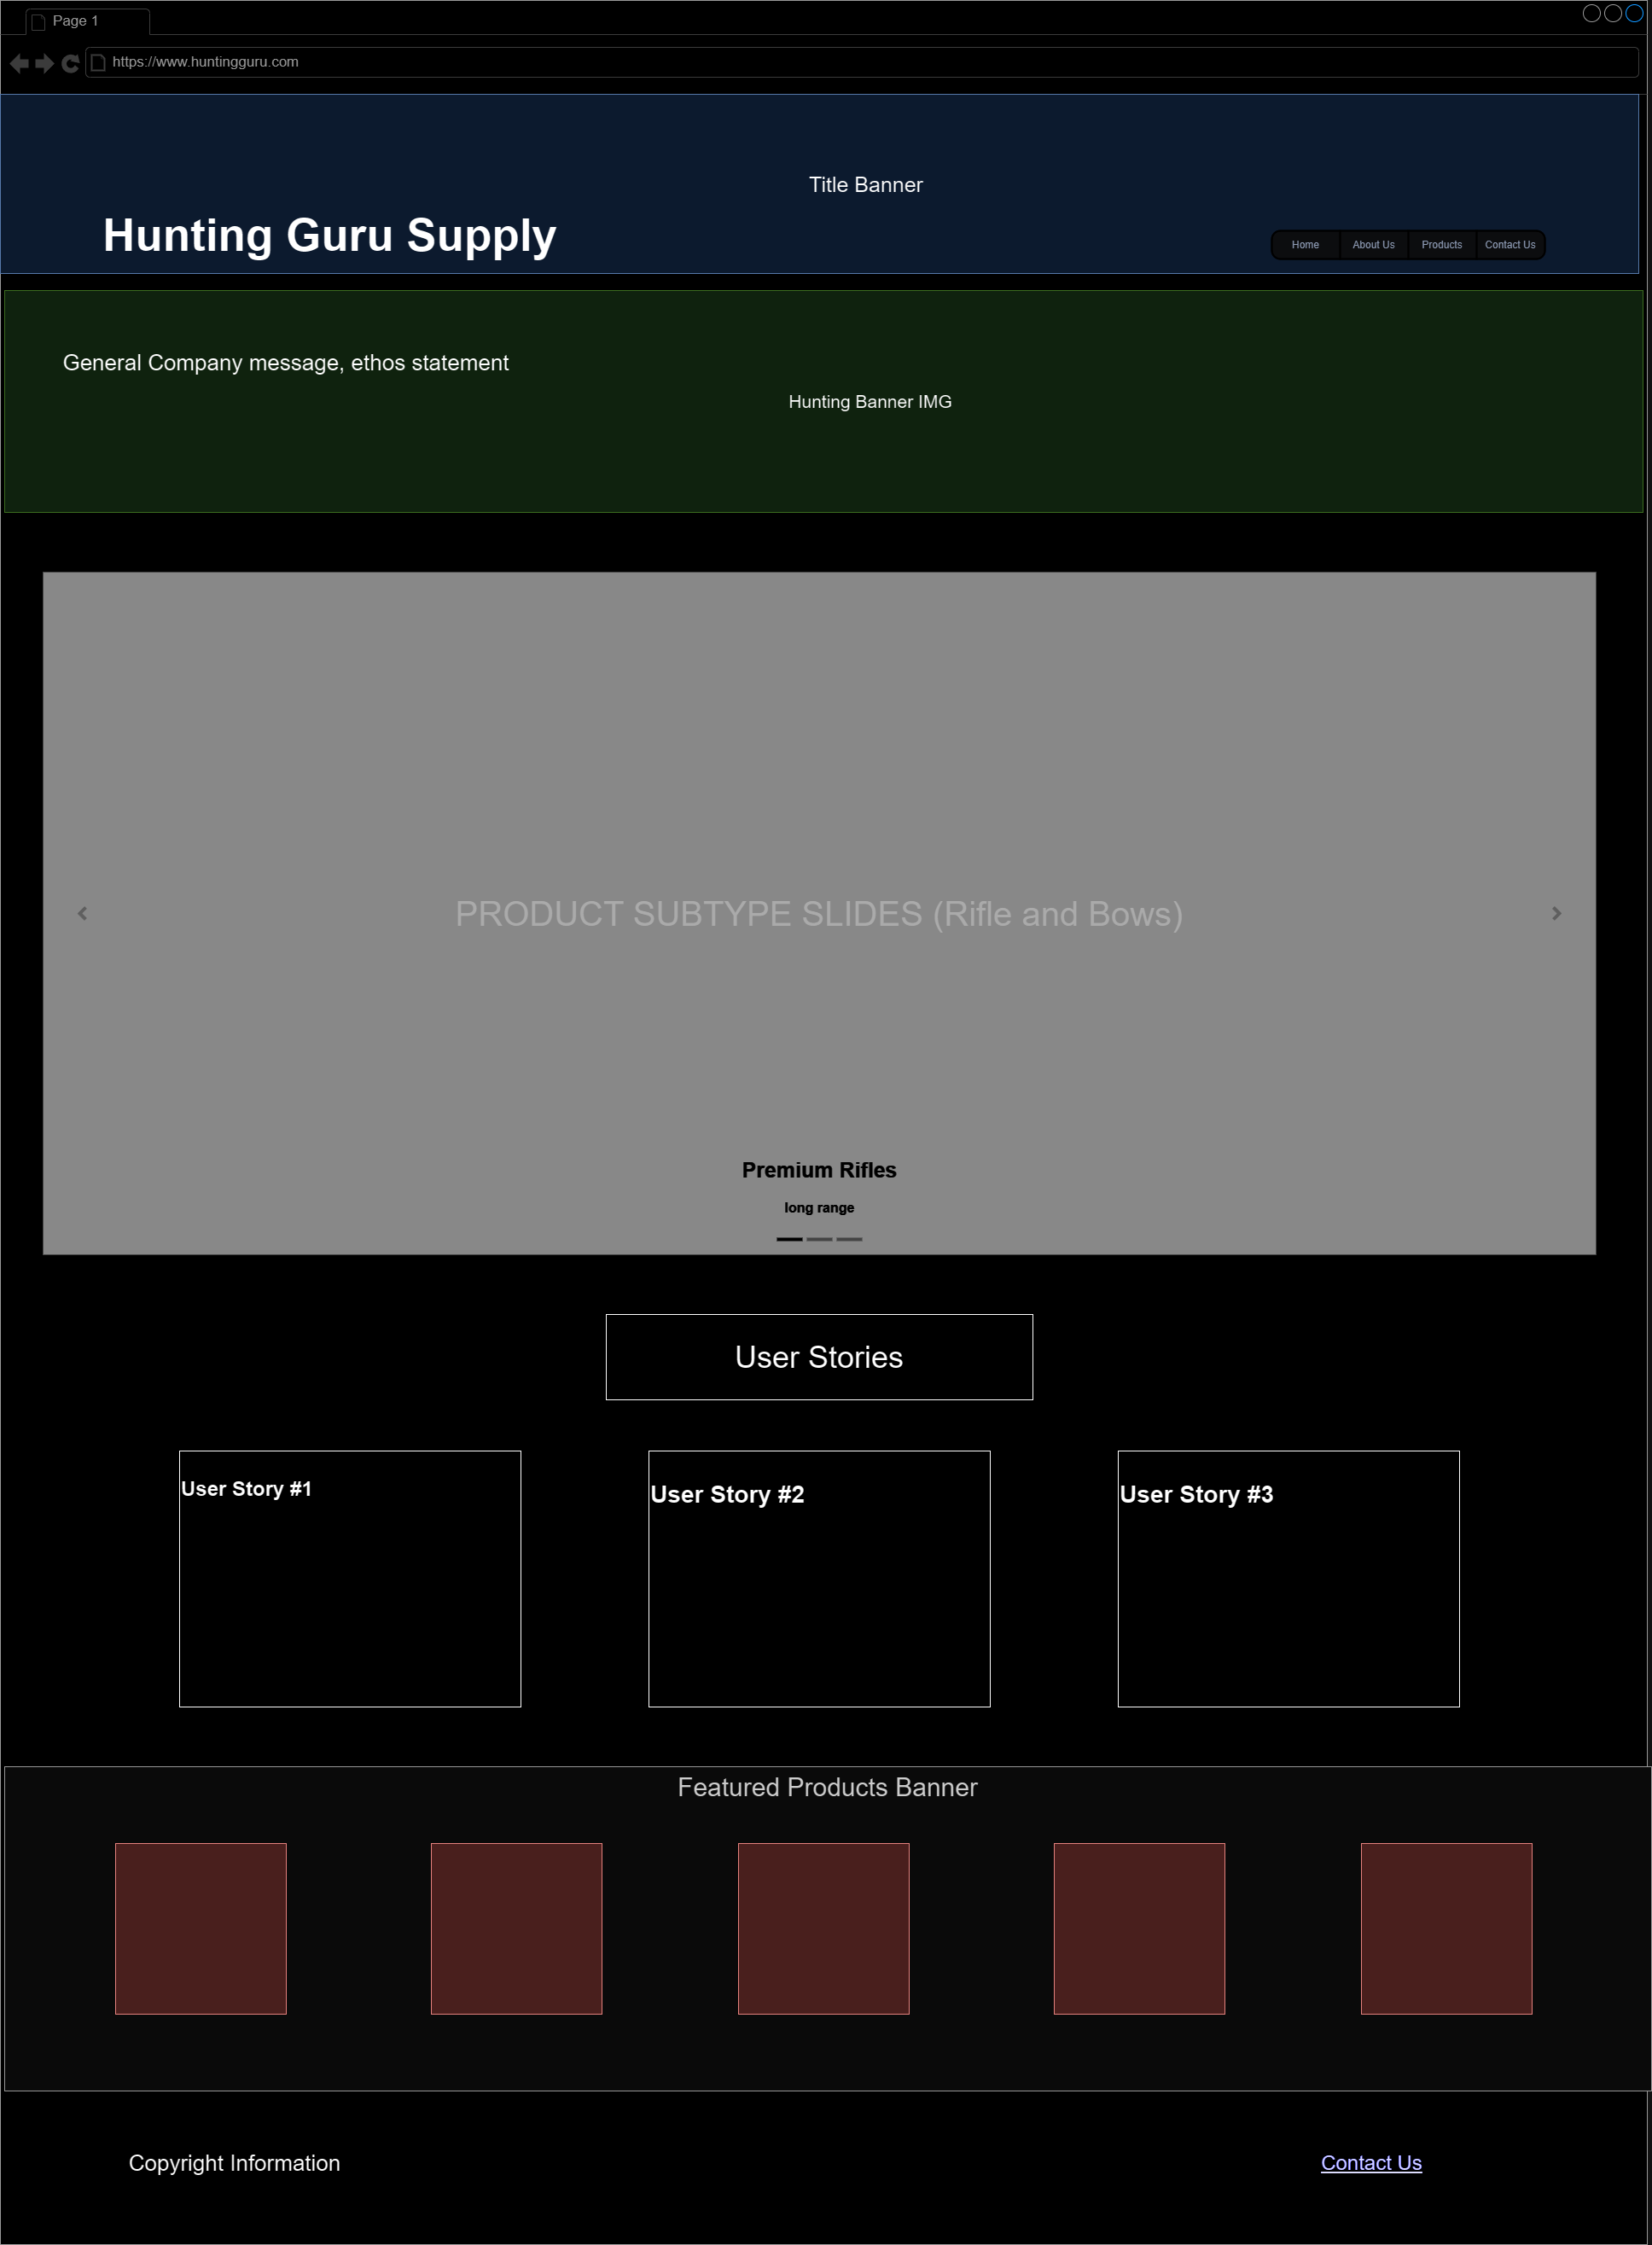 Page 1
https://www.huntingguru.com
Title Banner
Hunting Guru Supply
Home
About Us
Products
Contact Us
General Company message, ethos statement
Hunting Banner IMG
PRODUCT SUBTYPE SLIDES (Rifle and Bows)
Premium Rifles
long range
User Stories
User Story #1
User Story #2
User Story #3
Featured Products Banner
Copyright Information
Contact Us